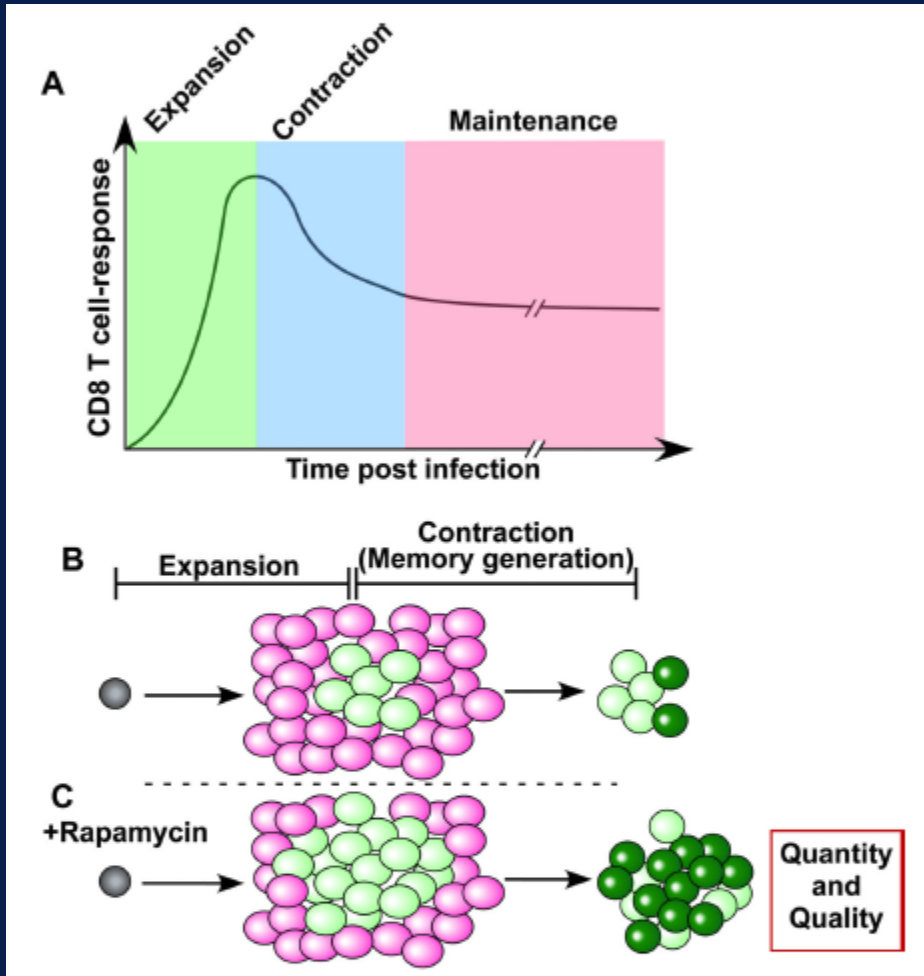 A
Expansion
Contraction
Maintenance
CD8 T cell-response
Time post infection
B
Expansion
Contraction
(Memory generation)
C
+Rapamycin
Quantity
and
Quality